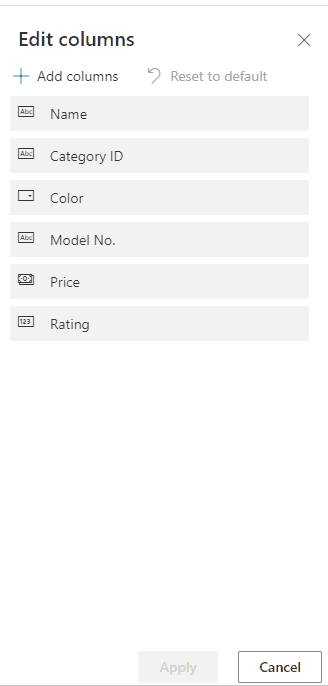 Edit columns
Add columns Reset to default
Abc Name
Abc Category ID
Color
Abc Model No.
Price
123 Rating
Apply Cancel